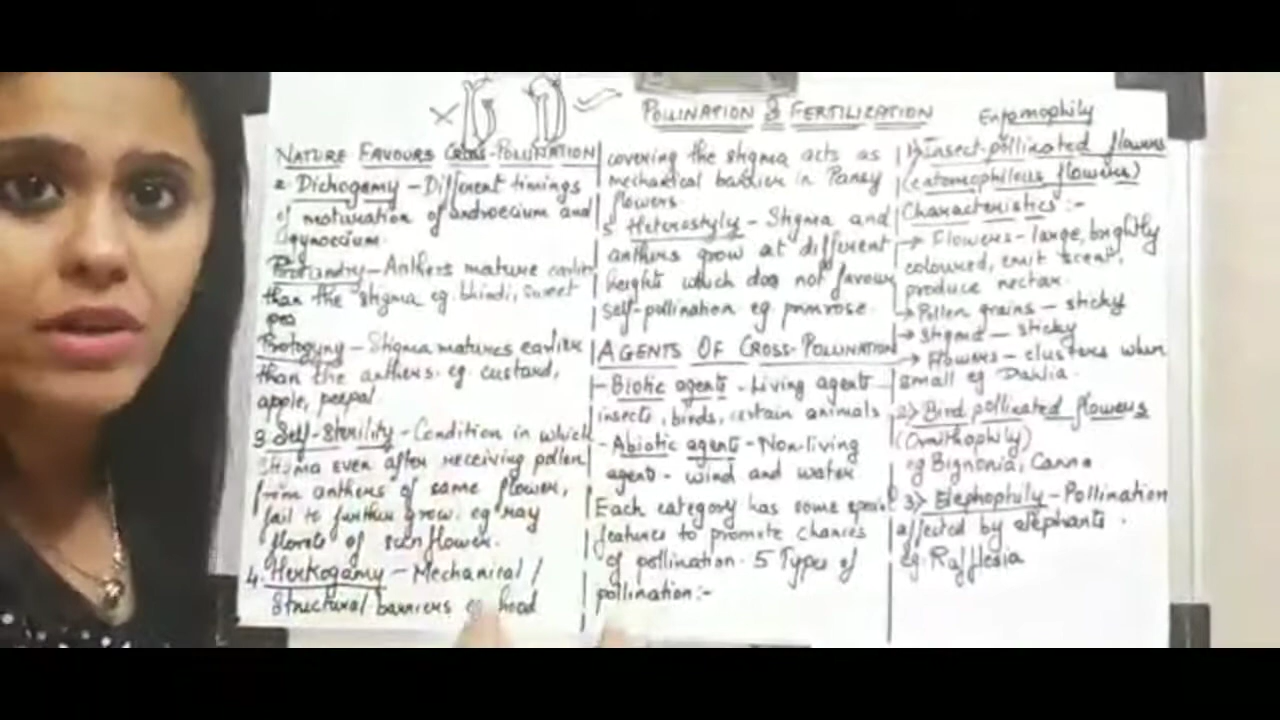 POLLINATION & FERTILIZATION
NATURE FAVOURS CROSS-POLLINATION
2. Dichogamy - Different timings
of maturation of androecium and
gynoecium.
Protandry - Anthers mature earlier
than the stigma eg. bhindi, sweet
pea
Protogyny - Stigma matures earlier
than the anthers. eg. custard,
apple, peepal
3. Self-Sterility - Condition in which
stigma even after receiving pollen
from anthers of same flower,
fail to further grow. eg ray
florets of sunflower.
4. Herkogamy - Mechanical /
Structural barriers eg hood
covering the stigma acts as
mechanical barrier in Pansy
flowers.
5. Heterostyly - Stigma and
anthers grow at different
heights which does not favour
self-pollination eg primrose.
AGENTS OF CROSS-POLLINATION
- Biotic agents - Living agents
insects, birds, certain animals
- Abiotic agents - Non-living
agents - wind and water
Each category has some special
features to promote chances
of pollination. 5 Types of
pollination:-
Entomophily
1) Insect-pollinated flowers
(entomophilous flowers)
Characteristics :-
→ Flowers - large, brightly
coloured, emit scent,
produce nectar.
→ Pollen grains - sticky
→ Stigma - sticky
→ Flowers - clusters when
small eg Dahlia.
2) Bird pollinated flowers
(Ornithophily)
eg Bignonia, Canna
3) Elephophily - Pollination
affected by elephants.
eg. Rafflesia